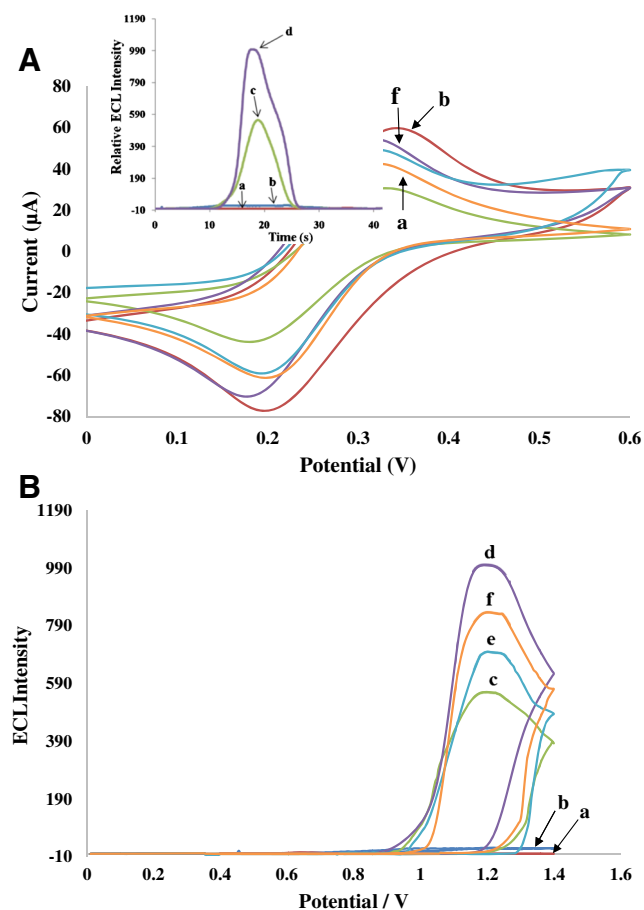 A
1190
990
790
590
390
190
-10
Relative ECL Intensity
d
c
a
b
0
20
40
Time (s)
80
60
40
20
0
-20
-40
-60
-80
Current (μA)
f
b
a
0
0.1
0.2
0.3
0.4
0.5
0.6
Potential (V)
B
1190
990
790
590
390
190
-10
ECL Intensity
d
f
e
c
b
a
0
0.2
0.4
0.6
0.8
1
1.2
1.4
1.6
Potential / V